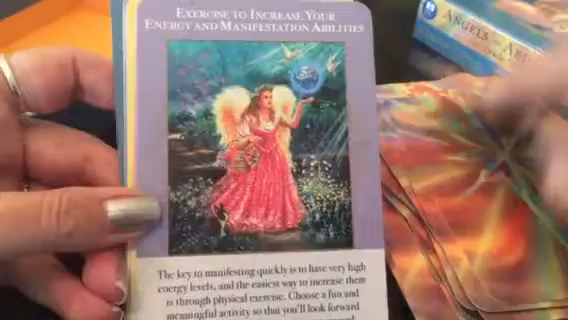 EXERCISE TO INCREASE YOUR
ENERGY AND MANIFESTATION ABILITIES
The key to manifesting quickly is to have very high
energy levels, and the easiest way to increase them
is through physical exercise. Choose a fun and
meaningful activity so that you'll look forward
ANGELS OF ABU